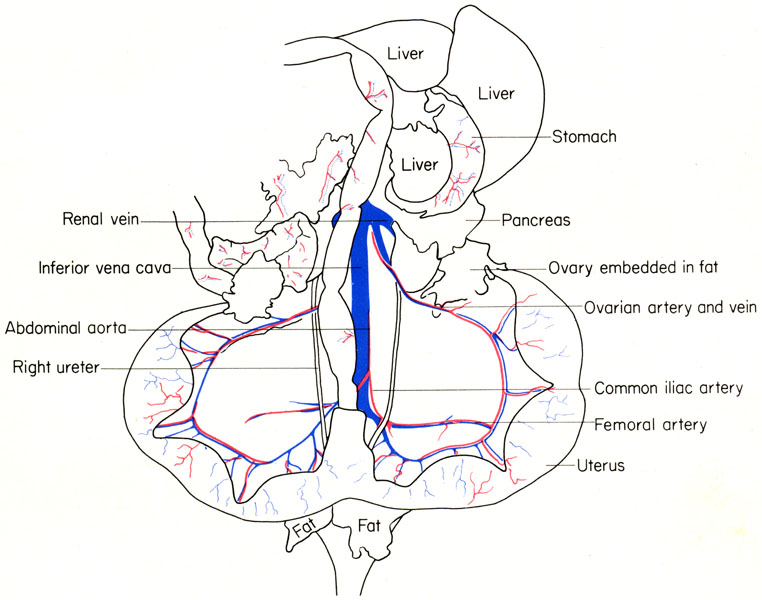 Liver
Liver
Stomach
Liver
Renal vein
Pancreas
Inferior vena cava
Ovary embedded in fat
Ovarian artery and vein
Abdominal aorta
Right ureter
Common iliac artery
Femoral artery
Uterus
Fat
Fat